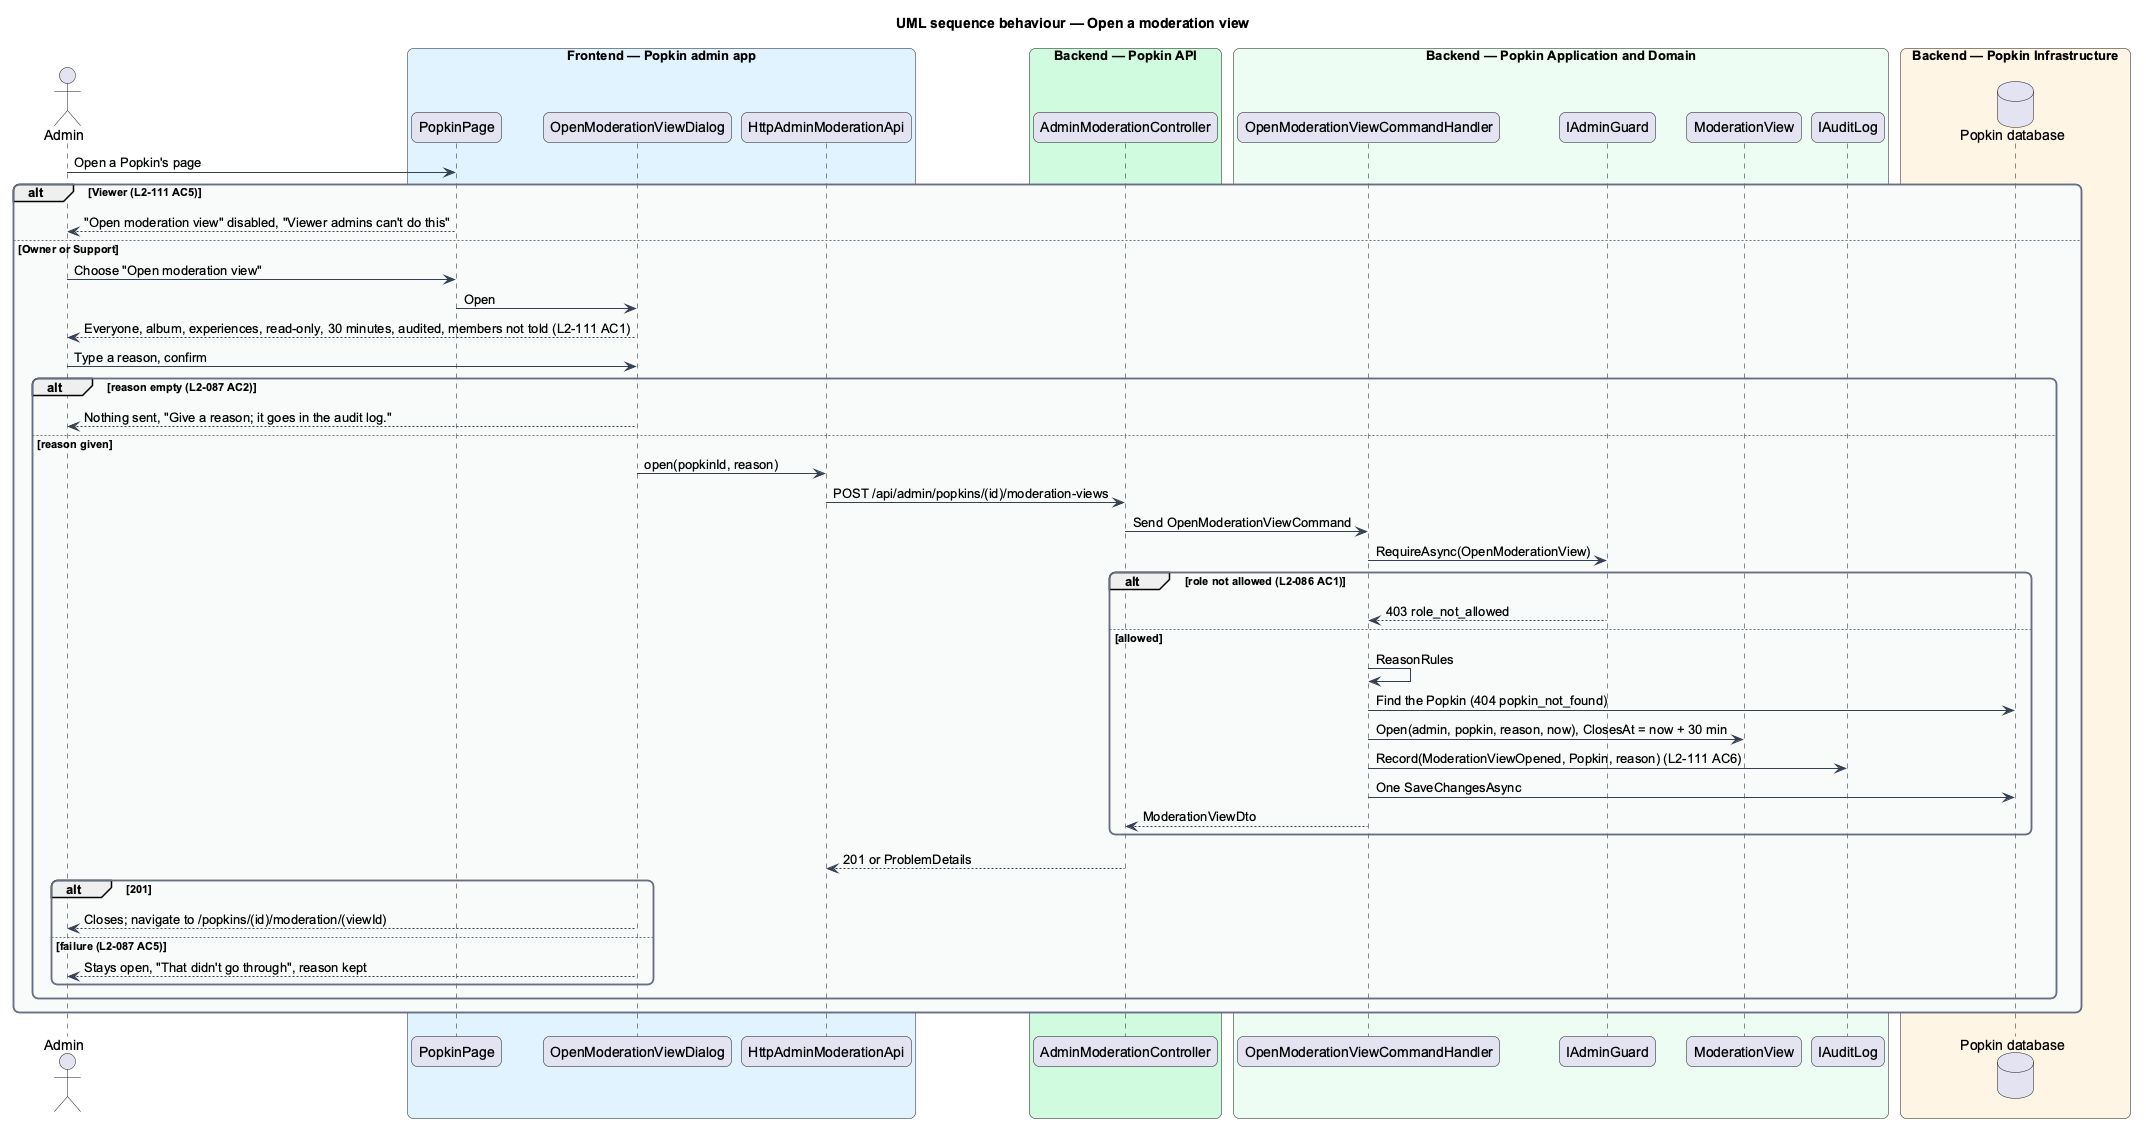 UML sequence behaviour — Open a moderation view
Frontend — Popkin admin app
Backend — Popkin API
Backend — Popkin Application and Domain
Backend — Popkin Infrastructure
Admin
PopkinPage
OpenModerationViewDialog
HttpAdminModerationApi
AdminModerationController
OpenModerationViewCommandHandler
IAdminGuard
ModerationView
IAuditLog
Popkin database
Open a Popkin's page
alt [Viewer (L2-111 AC5)]
"Open moderation view" disabled, "Viewer admins can't do this"
[Owner or Support]
Choose "Open moderation view"
Open
Everyone, album, experiences, read-only, 30 minutes, audited, members not told (L2-111 AC1)
Type a reason, confirm
alt [reason empty (L2-087 AC2)]
Nothing sent, "Give a reason; it goes in the audit log."
[reason given]
open(popkinId, reason)
POST /api/admin/popkins/(id)/moderation-views
Send OpenModerationViewCommand
RequireAsync(OpenModerationView)
alt [role not allowed (L2-086 AC1)]
403 role_not_allowed
[allowed]
ReasonRules
Find the Popkin (404 popkin_not_found)
Open(admin, popkin, reason, now), ClosesAt = now + 30 min
Record(ModerationViewOpened, Popkin, reason) (L2-111 AC6)
One SaveChangesAsync
ModerationViewDto
201 or ProblemDetails
alt [201]
Closes; navigate to /popkins/(id)/moderation/(viewId)
[failure (L2-087 AC5)]
Stays open, "That didn't go through", reason kept
Admin
PopkinPage
OpenModerationViewDialog
HttpAdminModerationApi
AdminModerationController
OpenModerationViewCommandHandler
IAdminGuard
ModerationView
IAuditLog
Popkin database